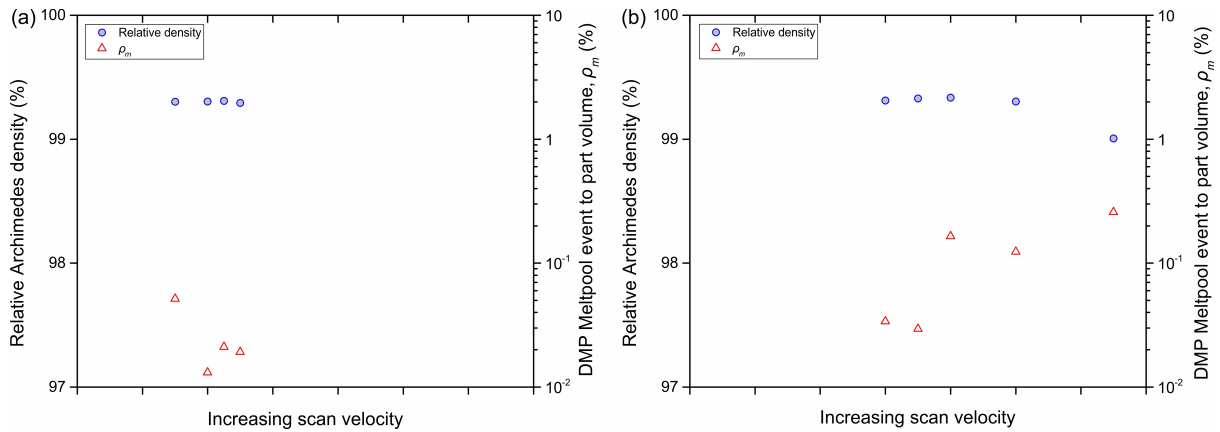 (a)
Relative density
ρm
100
99
98
97
Relative Archimedes density (%)
10
1
10-1
10-2
DMP Meltpool event to part volume, ρm (%)
Increasing scan velocity
(b)
Relative density
ρm
100
99
98
97
Relative Archimedes density (%)
10
1
10-1
10-2
DMP Meltpool event to part volume, ρm (%)
Increasing scan velocity